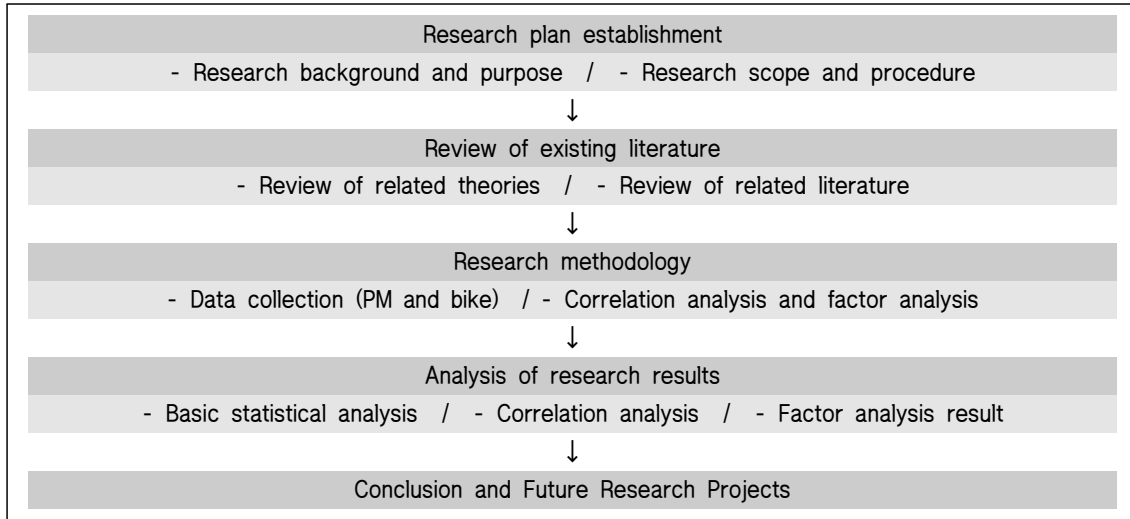 Research plan establishment
- Research background and purpose / - Research scope and procedure
↓
Review of existing literature
- Review of related theories / - Review of related literature
↓
Research methodology
- Data collection (PM and bike) / - Correlation analysis and factor analysis
↓
Analysis of research results
- Basic statistical analysis / - Correlation analysis / - Factor analysis result
↓
Conclusion and Future Research Projects